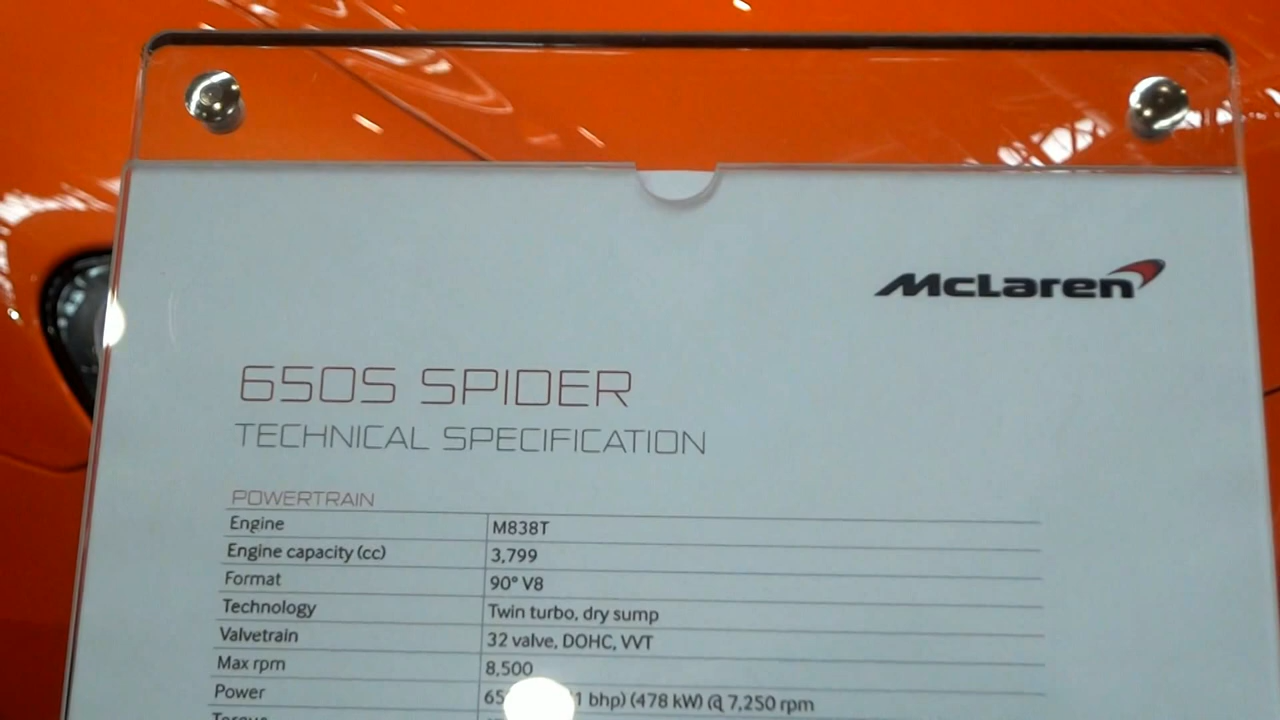 McLaren
650S SPIDER
TECHNICAL SPECIFICATION
POWERTRAIN
Engine M838T
Engine capacity (cc) 3,799
Format 90° V8
Technology Twin turbo, dry sump
Valvetrain 32 valve, DOHC, VVT
Max rpm 8,500
Power bhp) (478 kW) @ 7,250 rpm